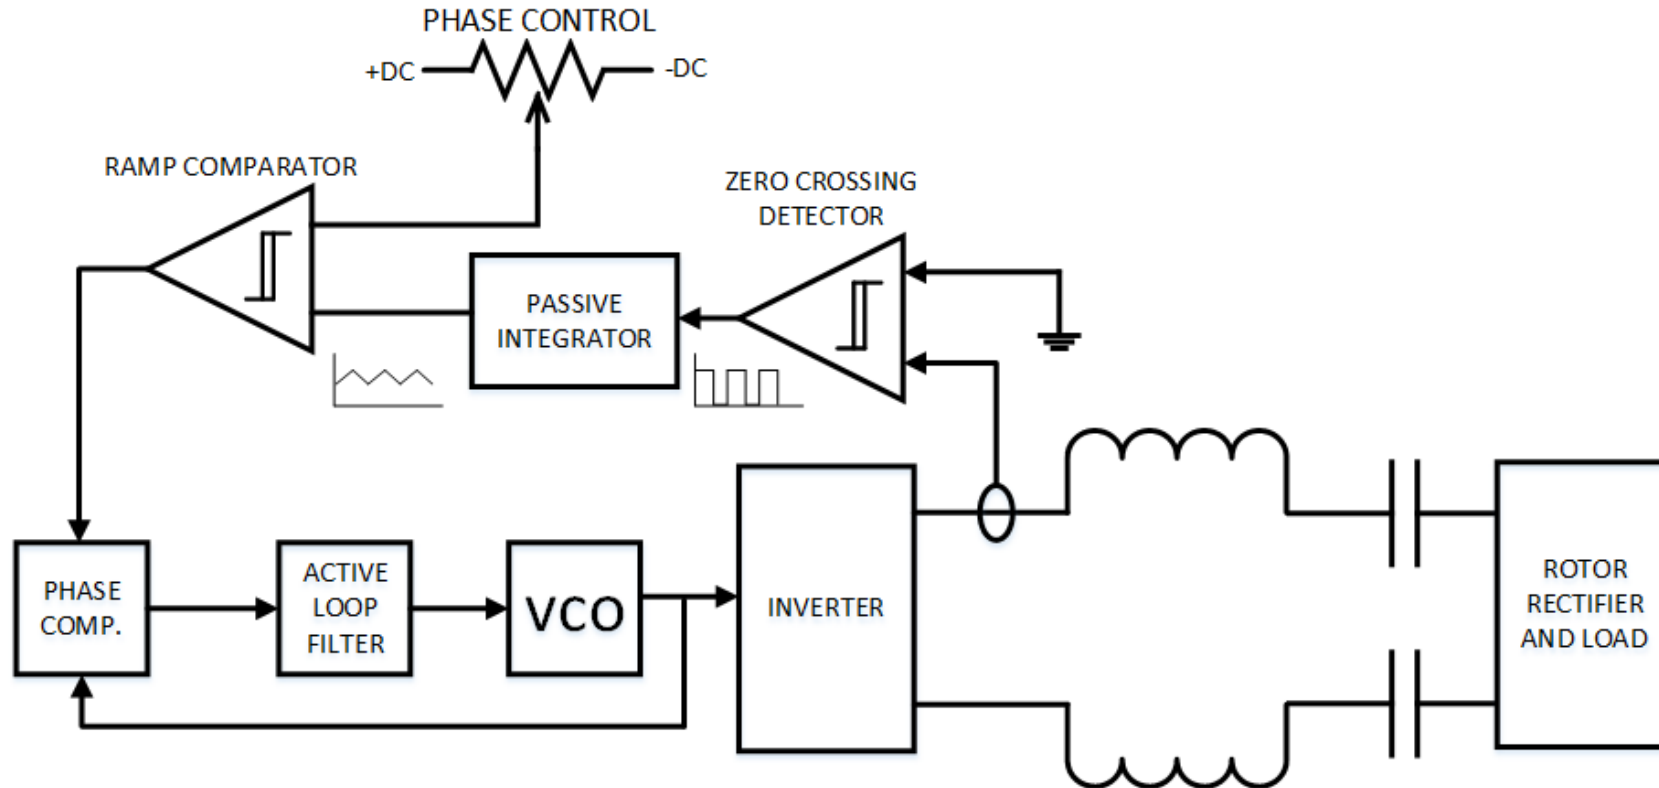 PHASE CONTROL
+DC
-DC
RAMP COMPARATOR
ZERO CROSSING
DETECTOR
PASSIVE
INTEGRATOR
PHASE
COMP.
ACTIVE
LOOP
FILTER
VCO
INVERTER
ROTOR
RECTIFIER
AND LOAD